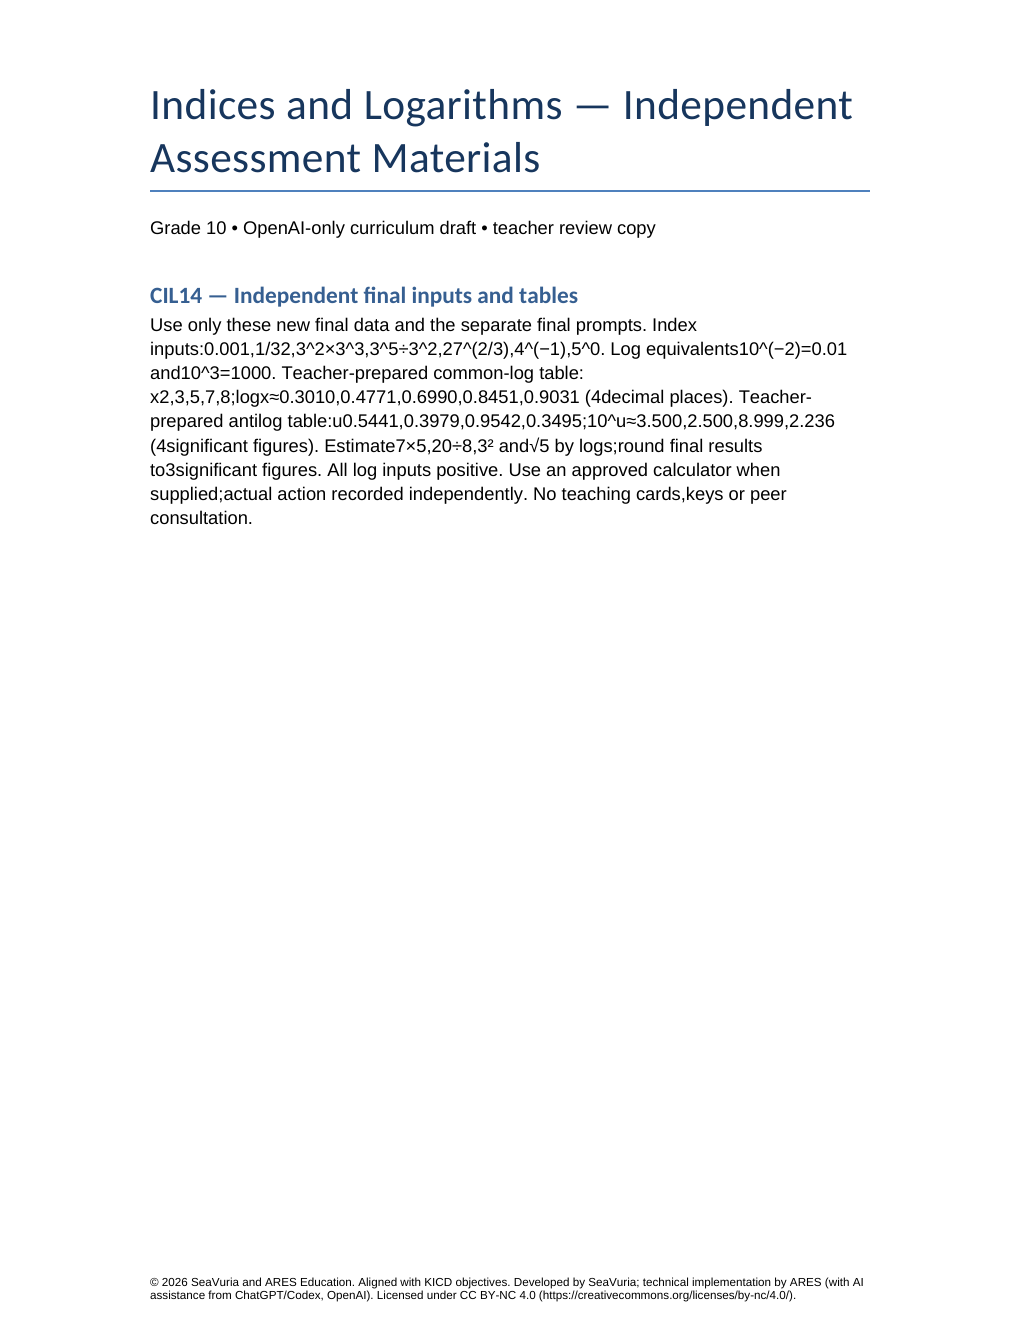 Indices and Logarithms — Independent
Assessment Materials
Grade 10 • OpenAI-only curriculum draft • teacher review copy
CIL14 — Independent final inputs and tables
Use only these new final data and the separate final prompts. Index
inputs:0.001,1/32,3^2×3^3,3^5÷3^2,27^(2/3),4^(−1),5^0. Log equivalents10^(−2)=0.01
and10^3=1000. Teacher-prepared common-log table:
x2,3,5,7,8;logx≈0.3010,0.4771,0.6990,0.8451,0.9031 (4decimal places). Teacher-
prepared antilog table:u0.5441,0.3979,0.9542,0.3495;10^u≈3.500,2.500,8.999,2.236
(4significant figures). Estimate7×5,20÷8,3² and√5 by logs;round final results
to3significant figures. All log inputs positive. Use an approved calculator when
supplied;actual action recorded independently. No teaching cards,keys or peer
consultation.
© 2026 SeaVuria and ARES Education. Aligned with KICD objectives. Developed by SeaVuria; technical implementation by ARES (with AI
assistance from ChatGPT/Codex, OpenAI). Licensed under CC BY-NC 4.0 (https://creativecommons.org/licenses/by-nc/4.0/).